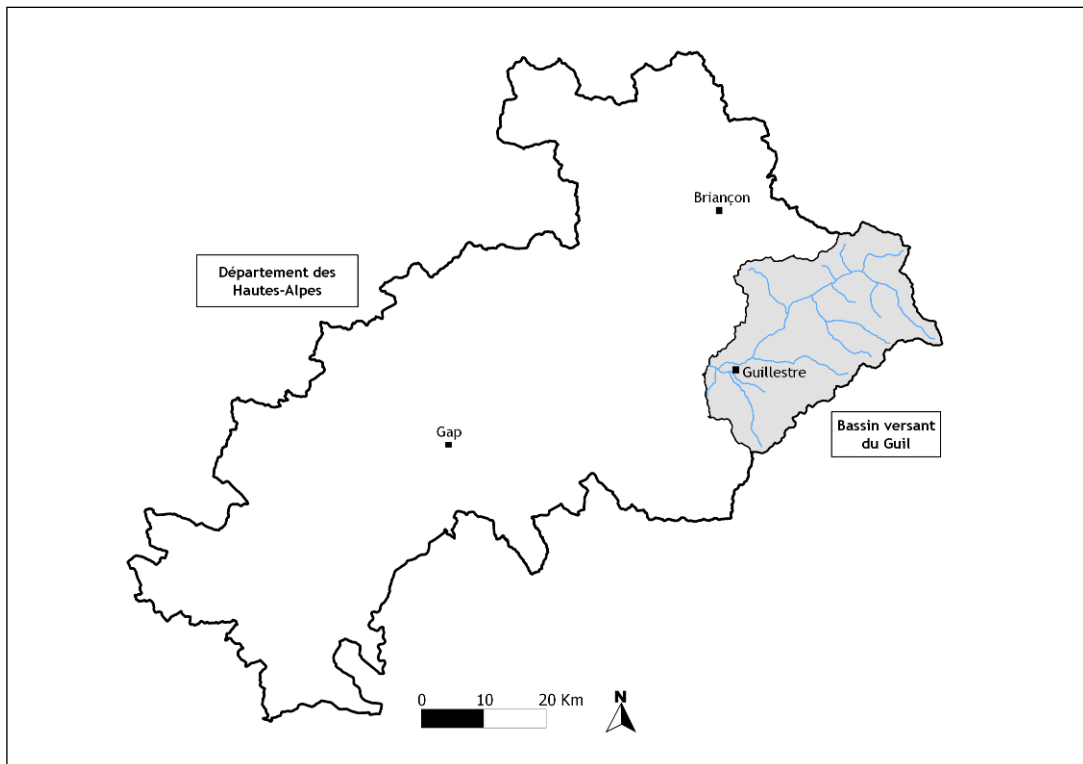 Briançon
Département des
Hautes-Alpes
Guillestre
Bassin versant
du Guil
Gap
0 10 20 Km
N